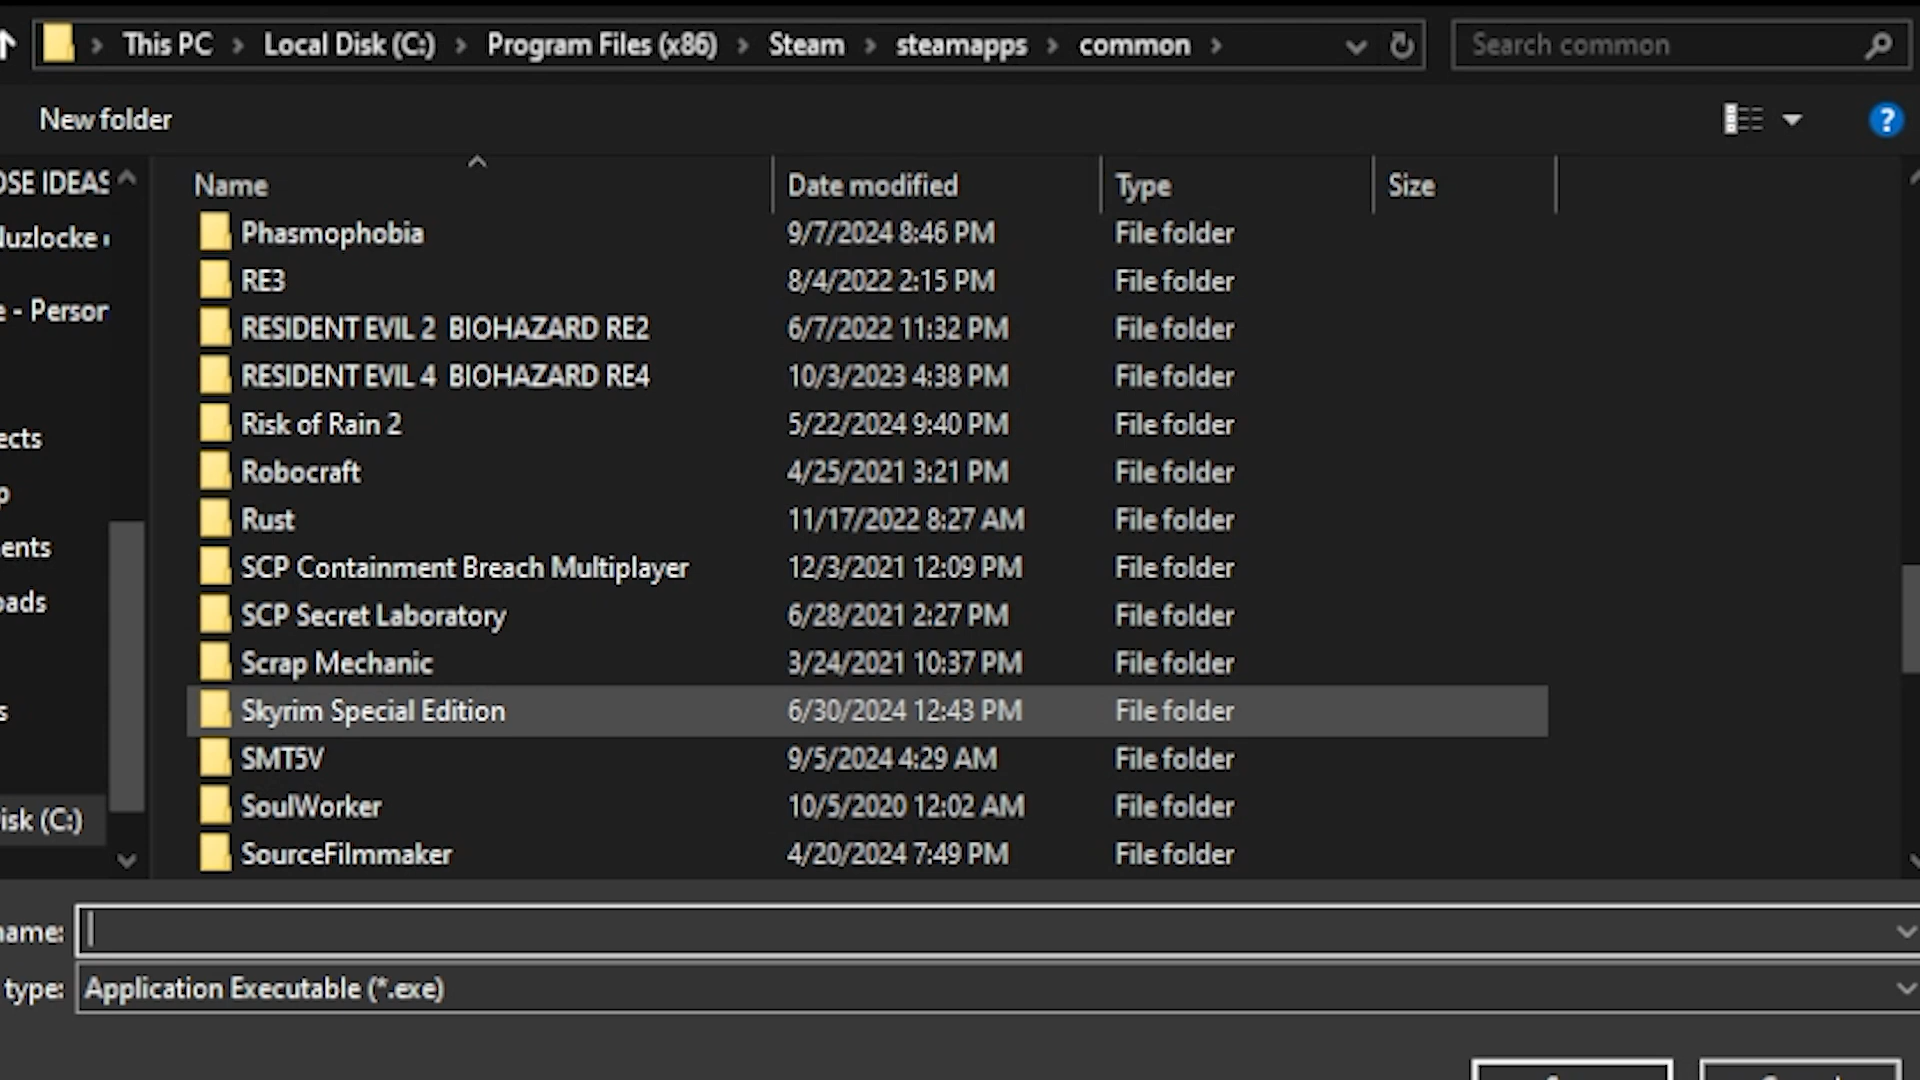 This PC > Local Disk (C:) > Program Files (x86) > Steam > steamapps > common >
Search common
New folder
?
OSE IDEAS
Nuzlocke
e - Person
ects
p
ents
oads
s
isk (C:)
Name Date modified Type Size
Phasmophobia 9/7/2024 8:46 PM File folder
RE3 8/4/2022 2:15 PM File folder
RESIDENT EVIL 2  BIOHAZARD RE2 6/7/2022 11:32 PM File folder
RESIDENT EVIL 4  BIOHAZARD RE4 10/3/2023 4:38 PM File folder
Risk of Rain 2 5/22/2024 9:40 PM File folder
Robocraft 4/25/2021 3:21 PM File folder
Rust 11/17/2022 8:27 AM File folder
SCP Containment Breach Multiplayer 12/3/2021 12:09 PM File folder
SCP Secret Laboratory 6/28/2021 2:27 PM File folder
Scrap Mechanic 3/24/2021 10:37 PM File folder
Skyrim Special Edition 6/30/2024 12:43 PM File folder
SMT5V 9/5/2024 4:29 AM File folder
SoulWorker 10/5/2020 12:02 AM File folder
SourceFilmmaker 4/20/2024 7:49 PM File folder
name:
type: Application Executable (*.exe)